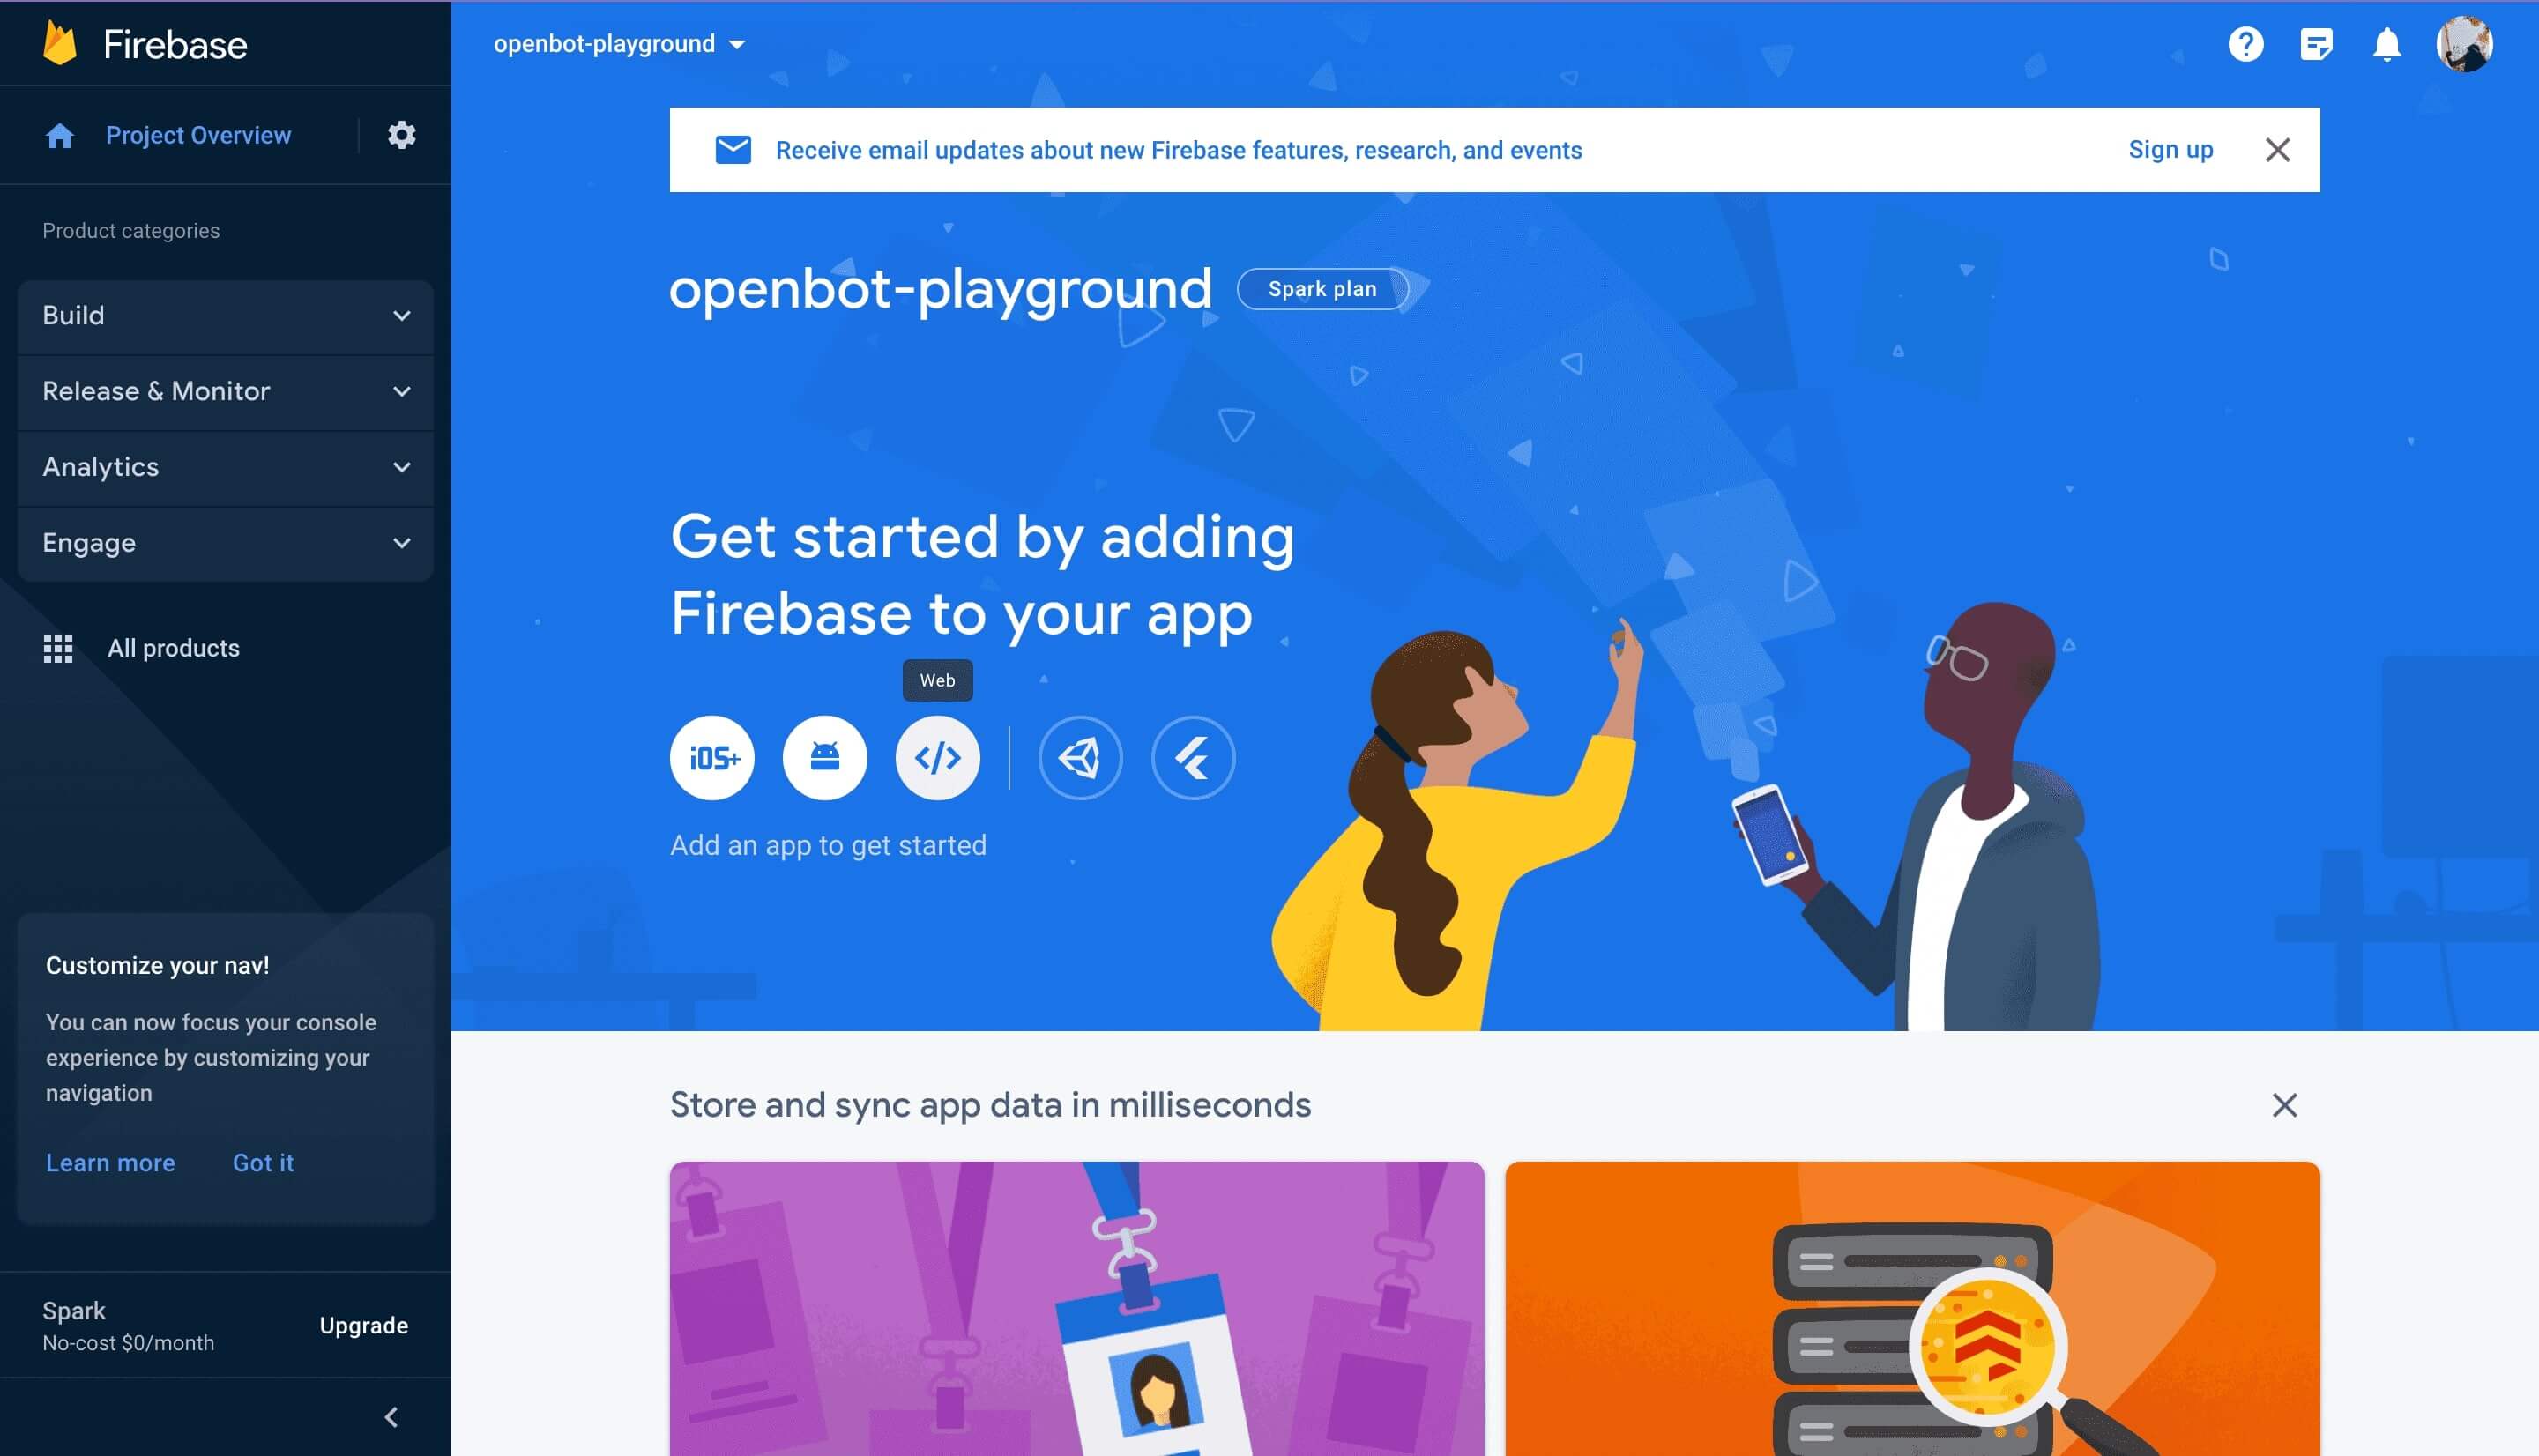 Firebase
Project Overview
Product categories
Build
Release & Monitor
Analytics
Engage
All products
Customize your nav!
You can now focus your console
experience by customizing your
navigation
Learn more
Got it
Spark
No-cost $0/month
Upgrade
openbot-playground
Receive email updates about new Firebase features, research, and events
Sign up
openbot-playground
Spark plan
Get started by adding
Firebase to your app
Web
iOS+
Add an app to get started
Store and sync app data in milliseconds